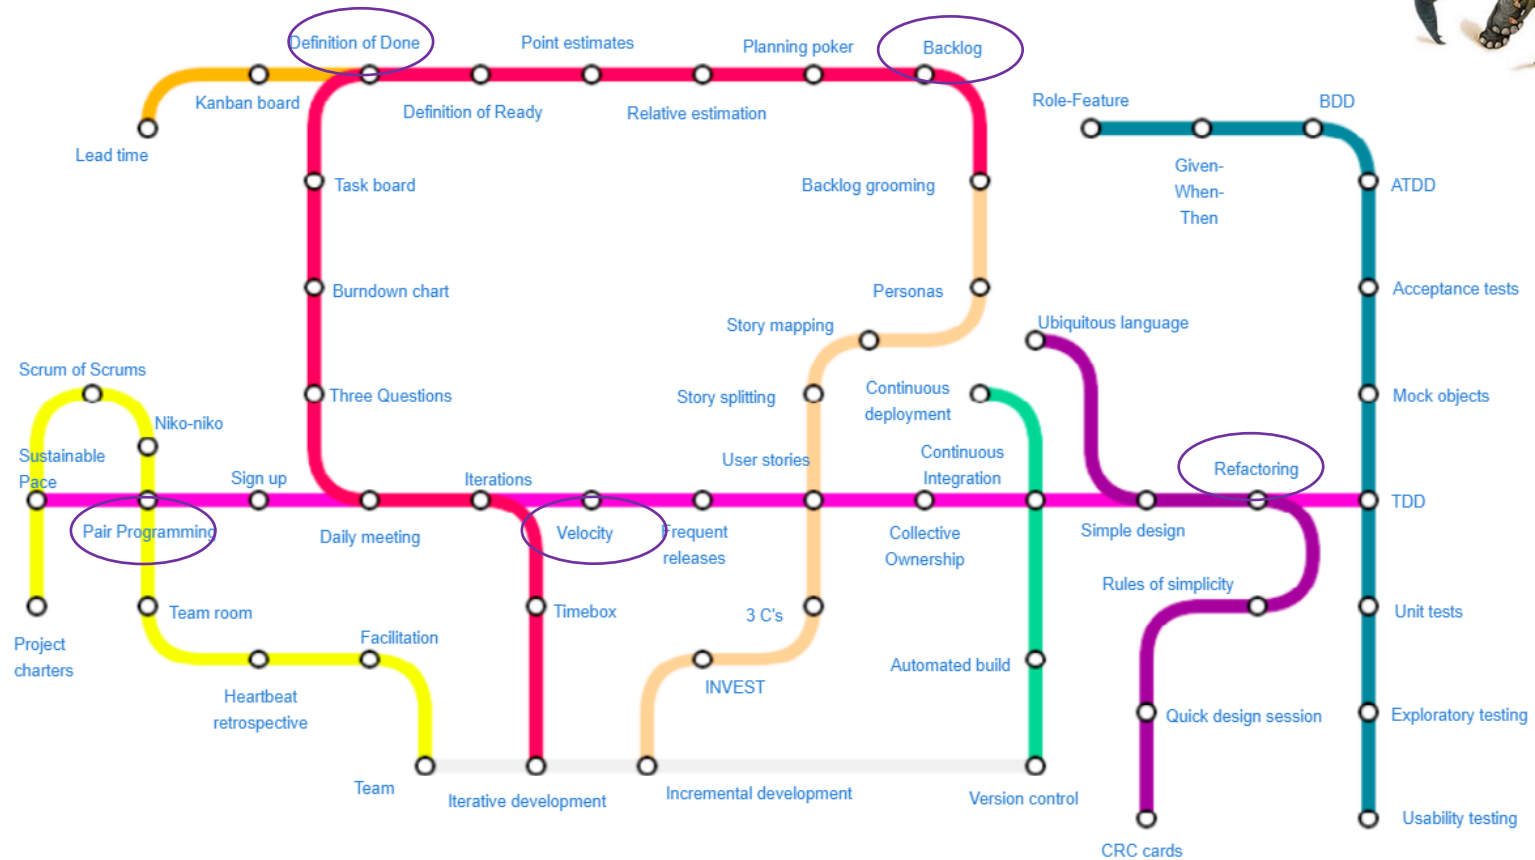 Definition of Done
Point estimates
Planning poker
Backlog
Kanban board
Definition of Ready
Relative estimation
Role-Feature
BDD
Lead time
Given-
When-
Then
Task board
Backlog grooming
ATDD
Burndown chart
Personas
Acceptance tests
Story mapping
Ubiquitous language
Scrum of Scrums
Three Questions
Story splitting
Continuous
deployment
Mock objects
Niko-niko
Sustainable
Pace
Sign up
Iterations
User stories
Continuous
Integration
Refactoring
TDD
Pair Programming
Daily meeting
Velocity
Frequent
releases
Collective
Ownership
Simple design
Rules of simplicity
Project
charters
Team room
Timebox
3 C's
Unit tests
Facilitation
Automated build
Heartbeat
retrospective
INVEST
Quick design session
Exploratory testing
Team
Iterative development
Incremental development
Version control
Usability testing
CRC cards